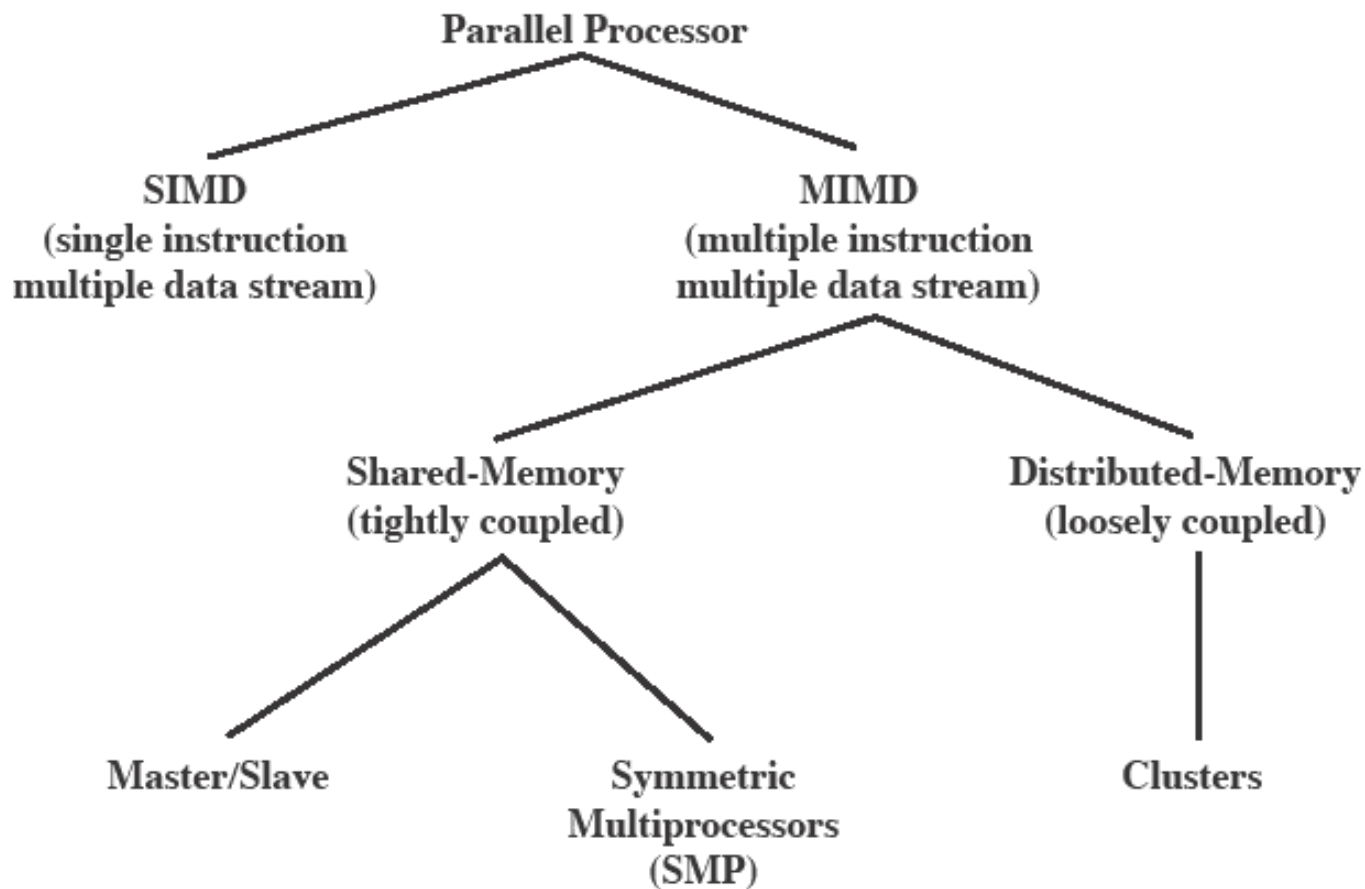 Parallel Processor
SIMD
(single instruction
multiple data stream)
MIMD
(multiple instruction
multiple data stream)
Shared-Memory
(tightly coupled)
Distributed-Memory
(loosely coupled)
Master/Slave
Symmetric
Multiprocessors
(SMP)
Clusters